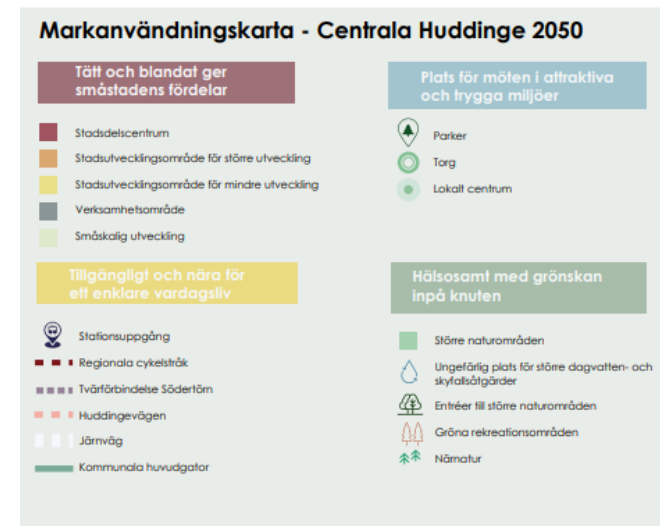 Markanvändningskarta - Centrala Huddinge 2050
Tätt och blandat ger
småstadens fördelar
Stadsdelscentrum
Stadsutvecklingsområde för större utveckling
Stadsutvecklingsområde för mindre utveckling
Verksamhetsområde
Småskalig utveckling
Plats för möten i attraktiva
och trygga miljöer
Parker
Torg
Lokalt centrum
Tillgängligt och nära för
ett enklare vardagsliv
Stationsuppgång
Regionala cykelstråk
Tvärförbindelse Södertörn
Huddingevägen
Järnväg
Kommunala huvudgator
Hälsosamt med grönskan
inpå knuten
Större naturområden
Ungefärlig plats för större dagvatten- och
skyfallsåtgärder
Entréer till större naturområden
Gröna rekreationsområden
Närnatur